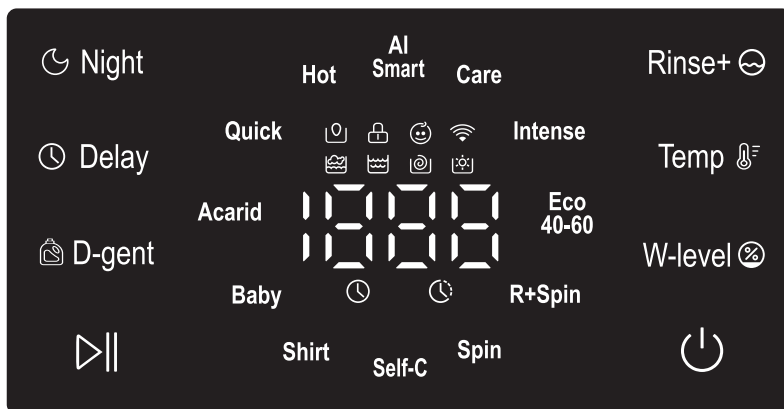 Night
AI
Smart
Hot
Care
Rinse+
Quick
Intense
Delay
Temp
Acarid
1888
Eco
40-60
D-gent
W-level
Baby
R+Spin
Shirt
Self-C
Spin